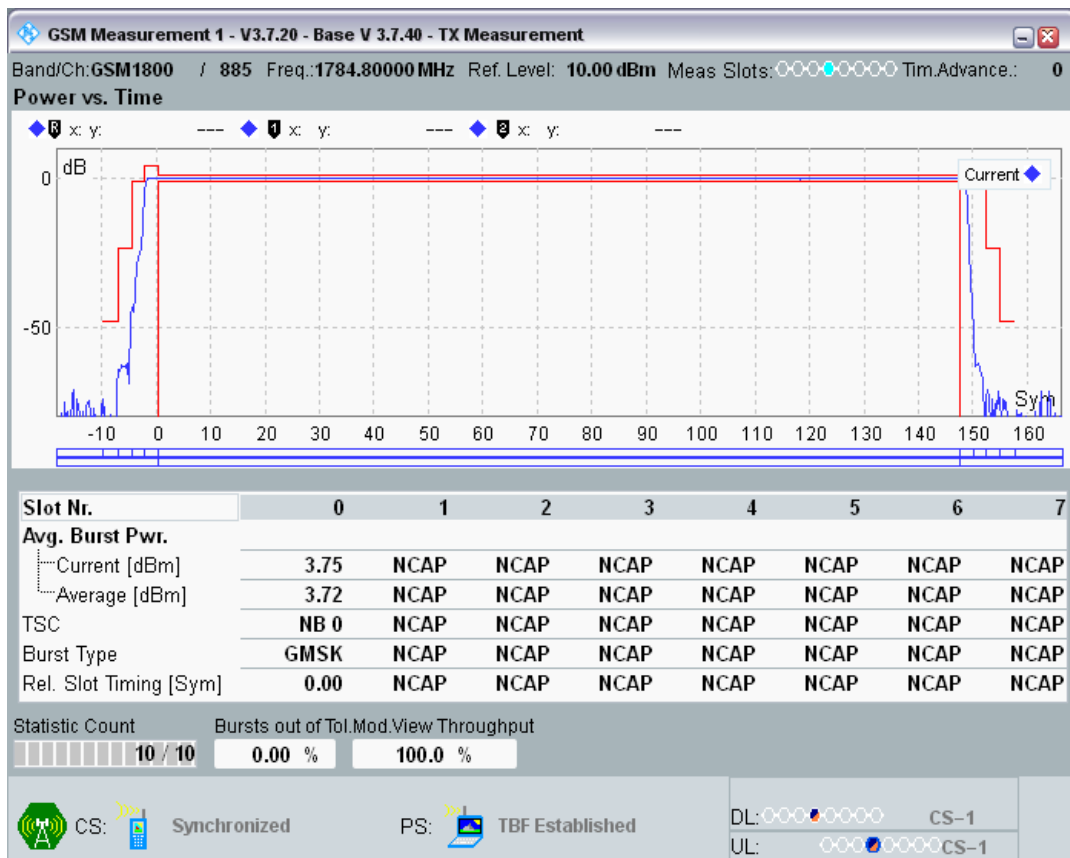 GSM Measurement 1 - V3.7.20 - Base V 3.7.40 - TX Measurement
Band/Ch:GSM1800 / 885 Freq.:1784.80000 MHz Ref. Level: 10.00 dBm Meas Slots: Tim.Advance.: 0
Power vs. Time
R x: y: --- 1 x: y: --- 2 x: y: ---
dB
Current
0
-50
Sym
-10 0 10 20 30 40 50 60 70 80 90 100 110 120 130 140 150 160
Slot Nr. 0 1 2 3 4 5 6 7
Avg. Burst Pwr.
Current [dBm] 3.75 NCAP NCAP NCAP NCAP NCAP NCAP NCAP
Average [dBm] 3.72 NCAP NCAP NCAP NCAP NCAP NCAP NCAP
TSC NB 0 NCAP NCAP NCAP NCAP NCAP NCAP NCAP
Burst Type GMSK NCAP NCAP NCAP NCAP NCAP NCAP NCAP
Rel. Slot Timing [Sym] 0.00 NCAP NCAP NCAP NCAP NCAP NCAP NCAP
Statistic Count Bursts out of Tol.Mod.View Throughput
10 / 10 0.00 % 100.0 %
CS: Synchronized PS: TBF Established
DL: CS-1
UL: CS-1